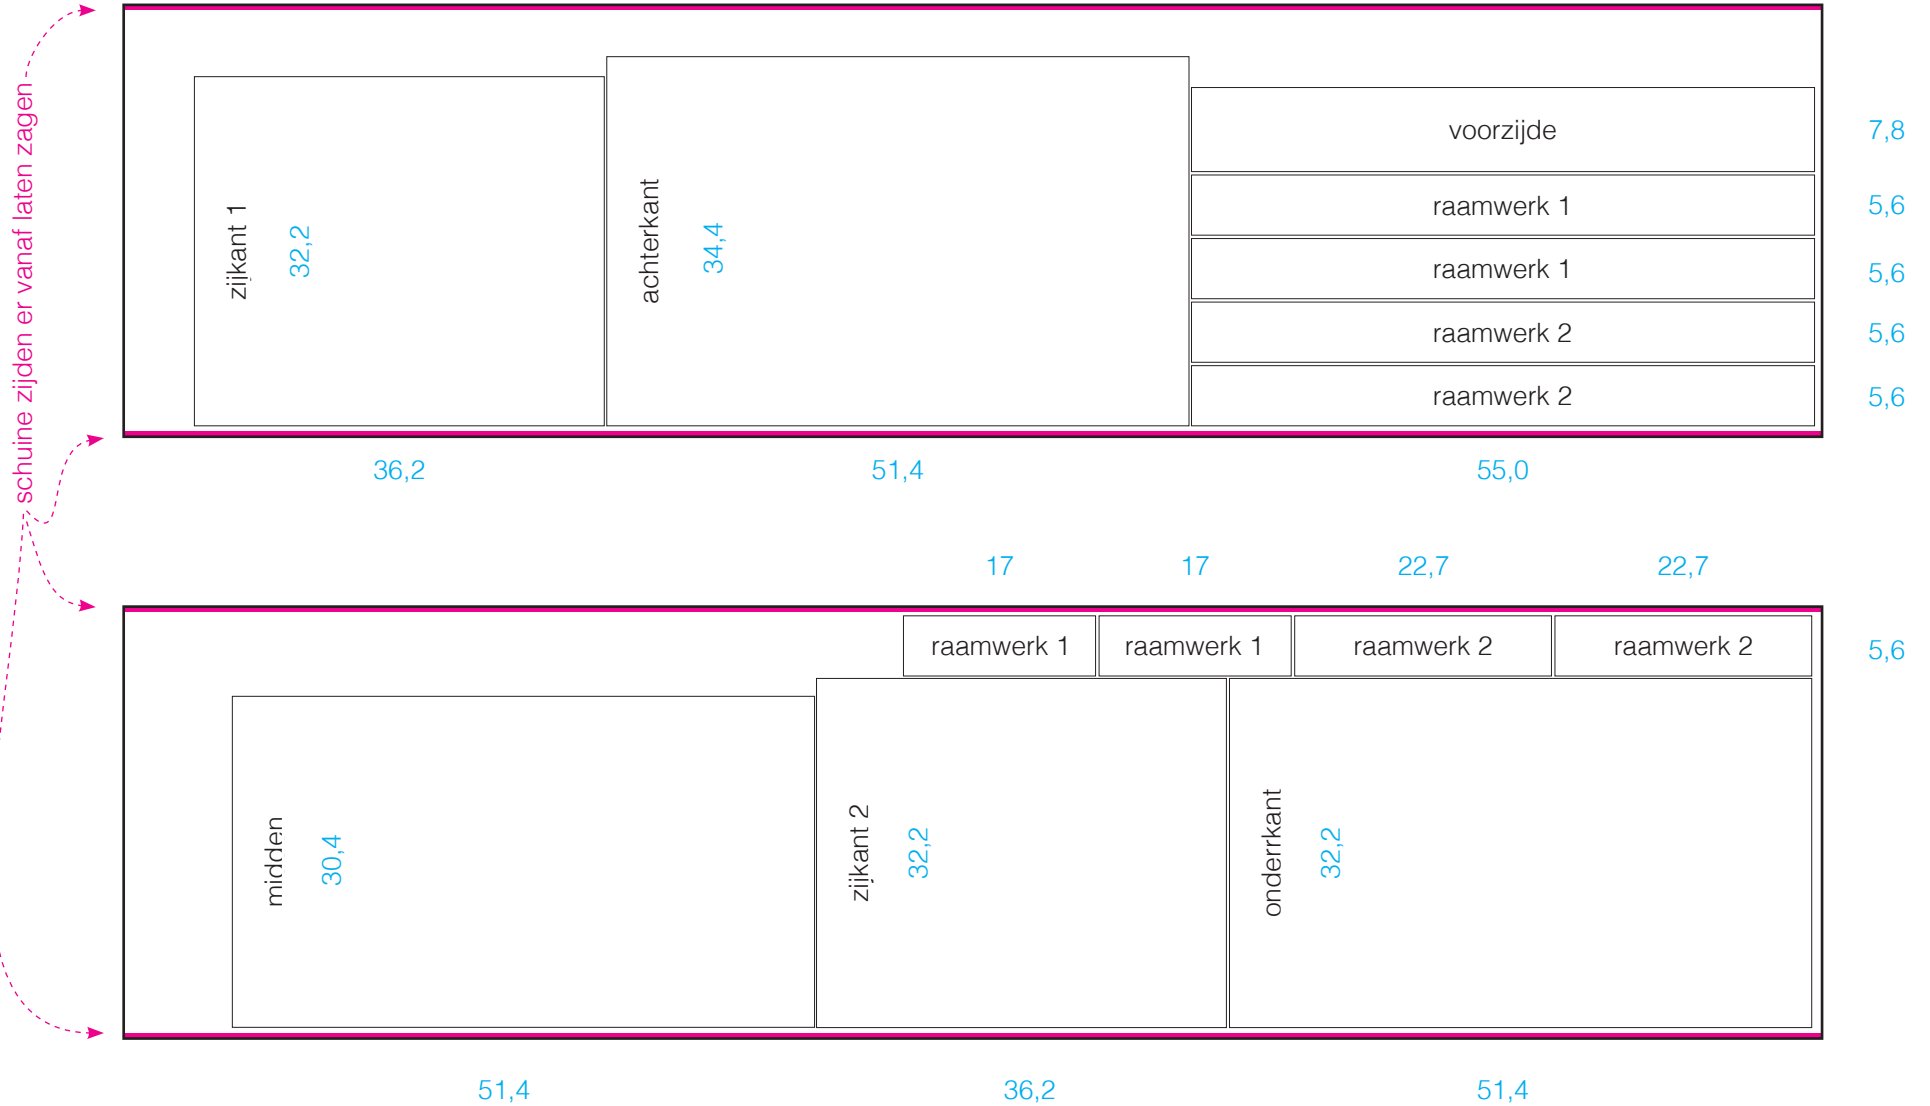 schuine zijden er vanaf laten zagen
zijkant 1
32,2
achterkant
34,4
voorzijde
7,8
raamwerk 1
5,6
raamwerk 1
5,6
raamwerk 2
5,6
raamwerk 2
5,6
36,2
51,4
55,0
17
17
22,7
22,7
raamwerk 1
raamwerk 1
raamwerk 2
raamwerk 2
5,6
midden
30,4
zijkant 2
32,2
onderrkant
32,2
51,4
36,2
51,4